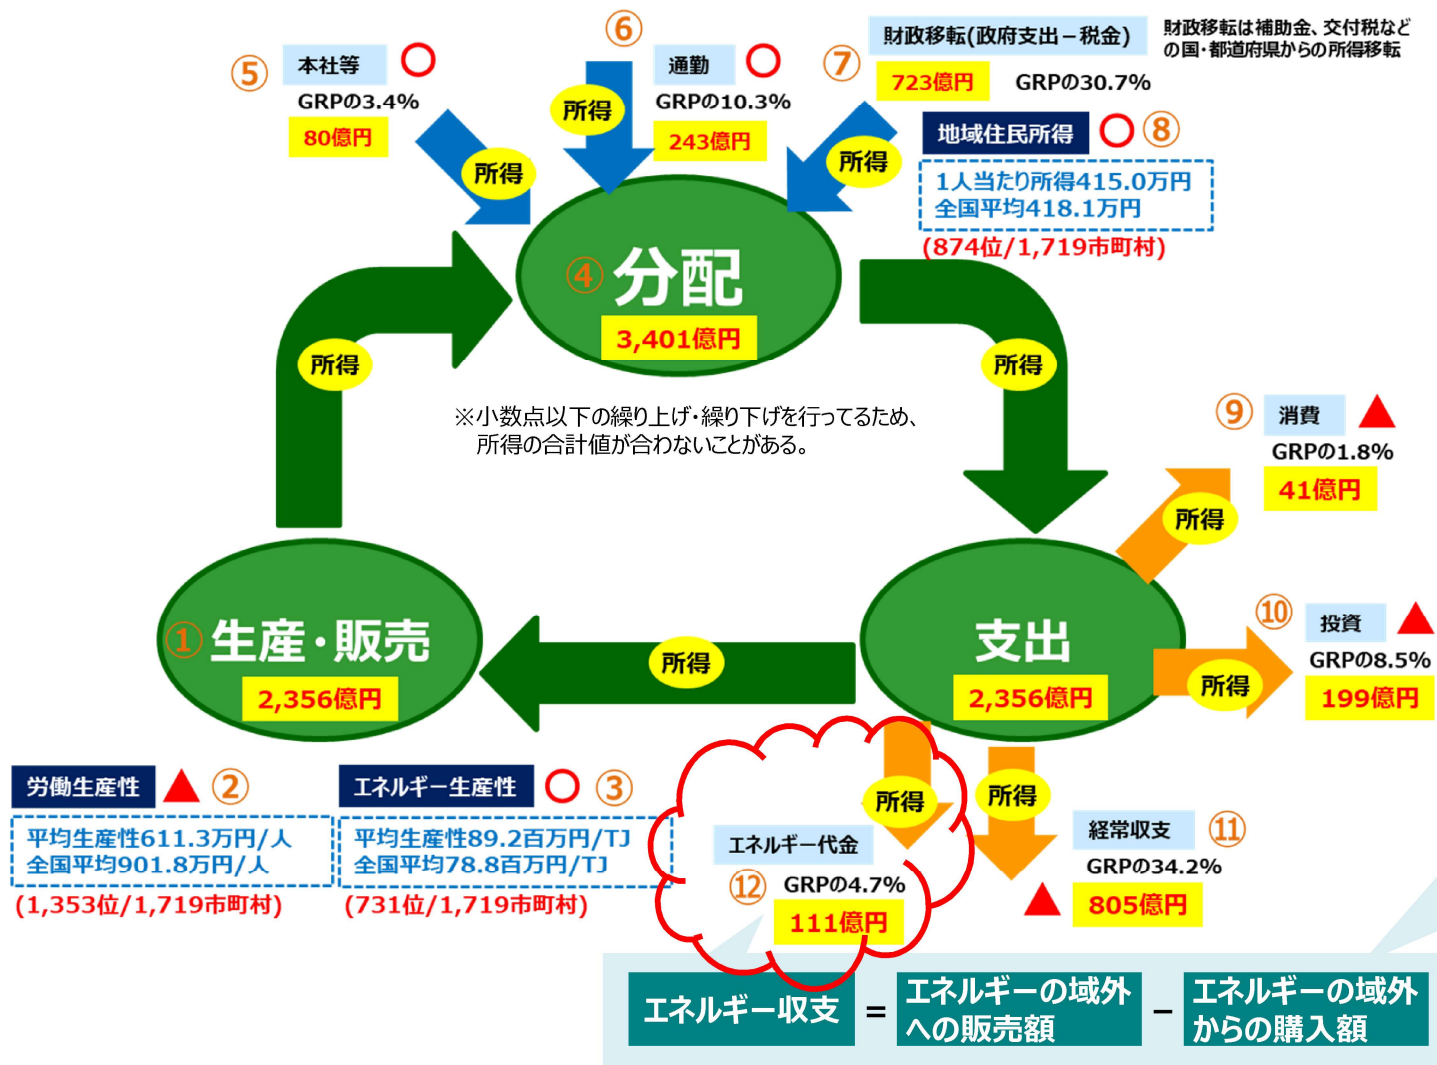 ⑤
本社等
GRPの3.4%
80億円
所得
⑥
通勤
GRPの10.3%
243億円
所得
⑦
財政移転(政府支出－税金)
723億円
GRPの30.7%
所得
財政移転は補助金、交付税など
の国・都道府県からの所得移転
地域住民所得
⑧
1人当たり所得415.0万円
全国平均418.1万円
(874位/1,719市町村)
④
分配
3,401億円
所得
所得
※小数点以下の繰り上げ・繰り下げを行ってるため、
所得の合計値が合わないことがある。
⑨
消費
GRPの1.8%
41億円
所得
①
生産・販売
2,356億円
所得
支出
2,356億円
⑩
投資
GRPの8.5%
199億円
所得
労働生産性
②
平均生産性611.3万円/人
全国平均901.8万円/人
(1,353位/1,719市町村)
エネルギー生産性
③
平均生産性89.2百万円/TJ
全国平均78.8百万円/TJ
(731位/1,719市町村)
所得
エネルギー代金
⑫
GRPの4.7%
111億円
所得
経常収支
⑪
GRPの34.2%
805億円
エネルギー収支
=
エネルギーの域外
への販売額
−
エネルギーの域外
からの購入額